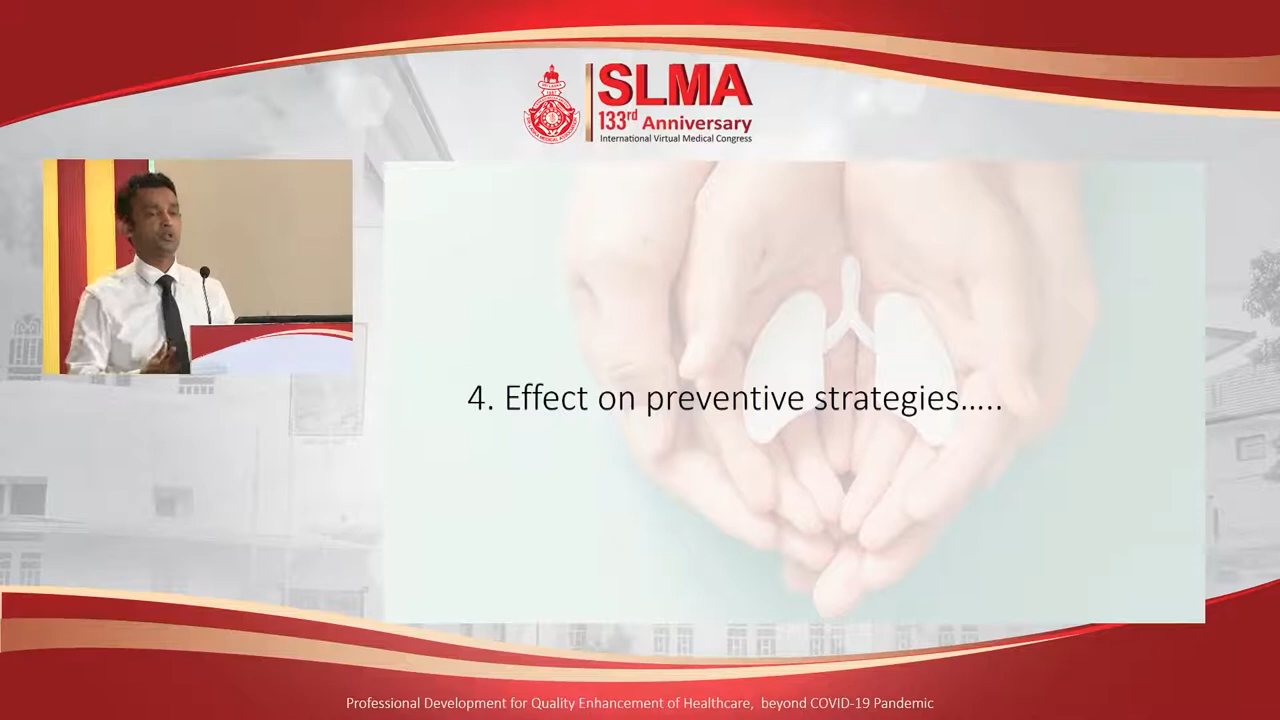 SLMA
133rd Anniversary
International Virtual Medical Congress
4. Effect on preventive strategies.....
Professional Development for Quality Enhancement of Healthcare, beyond COVID-19 Pandemic